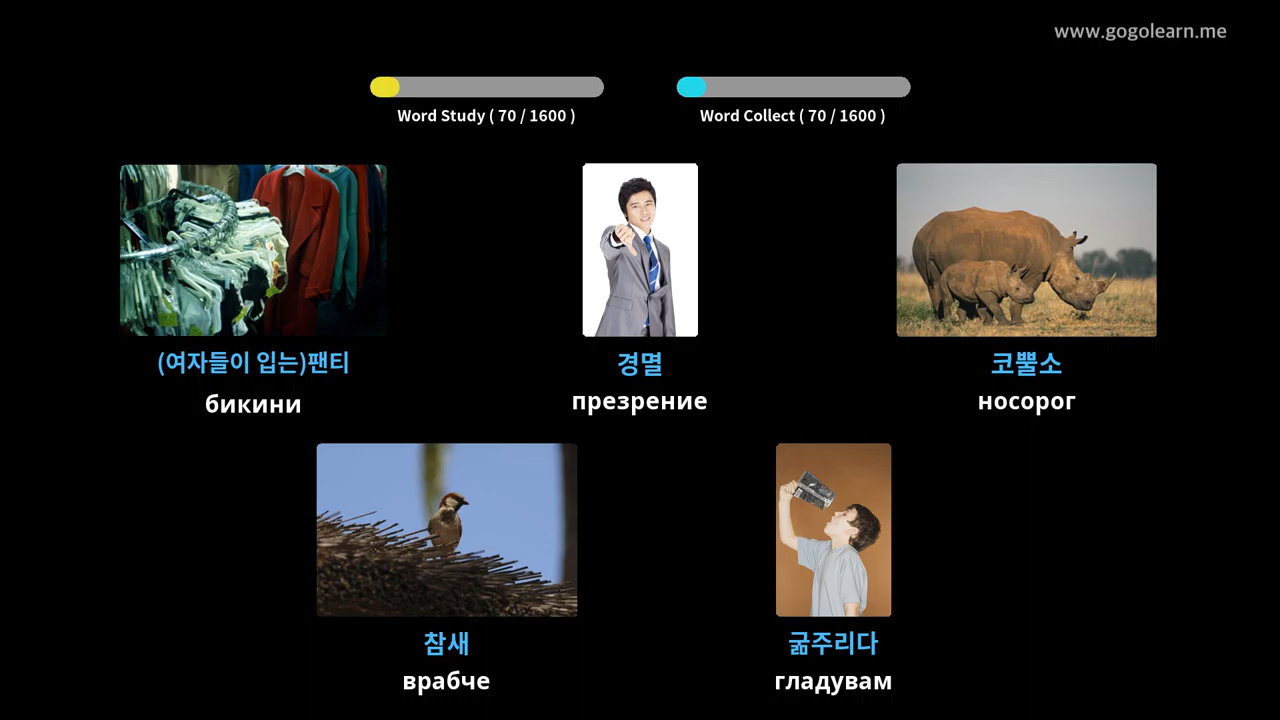 www.gogolearn.me
Word Study ( 70 / 1600 )
Word Collect ( 70 / 1600 )
(여자들이 입는)팬티
бикини
경멸
презрение
코뿔소
носорог
참새
врабче
굶주리다
гладувам